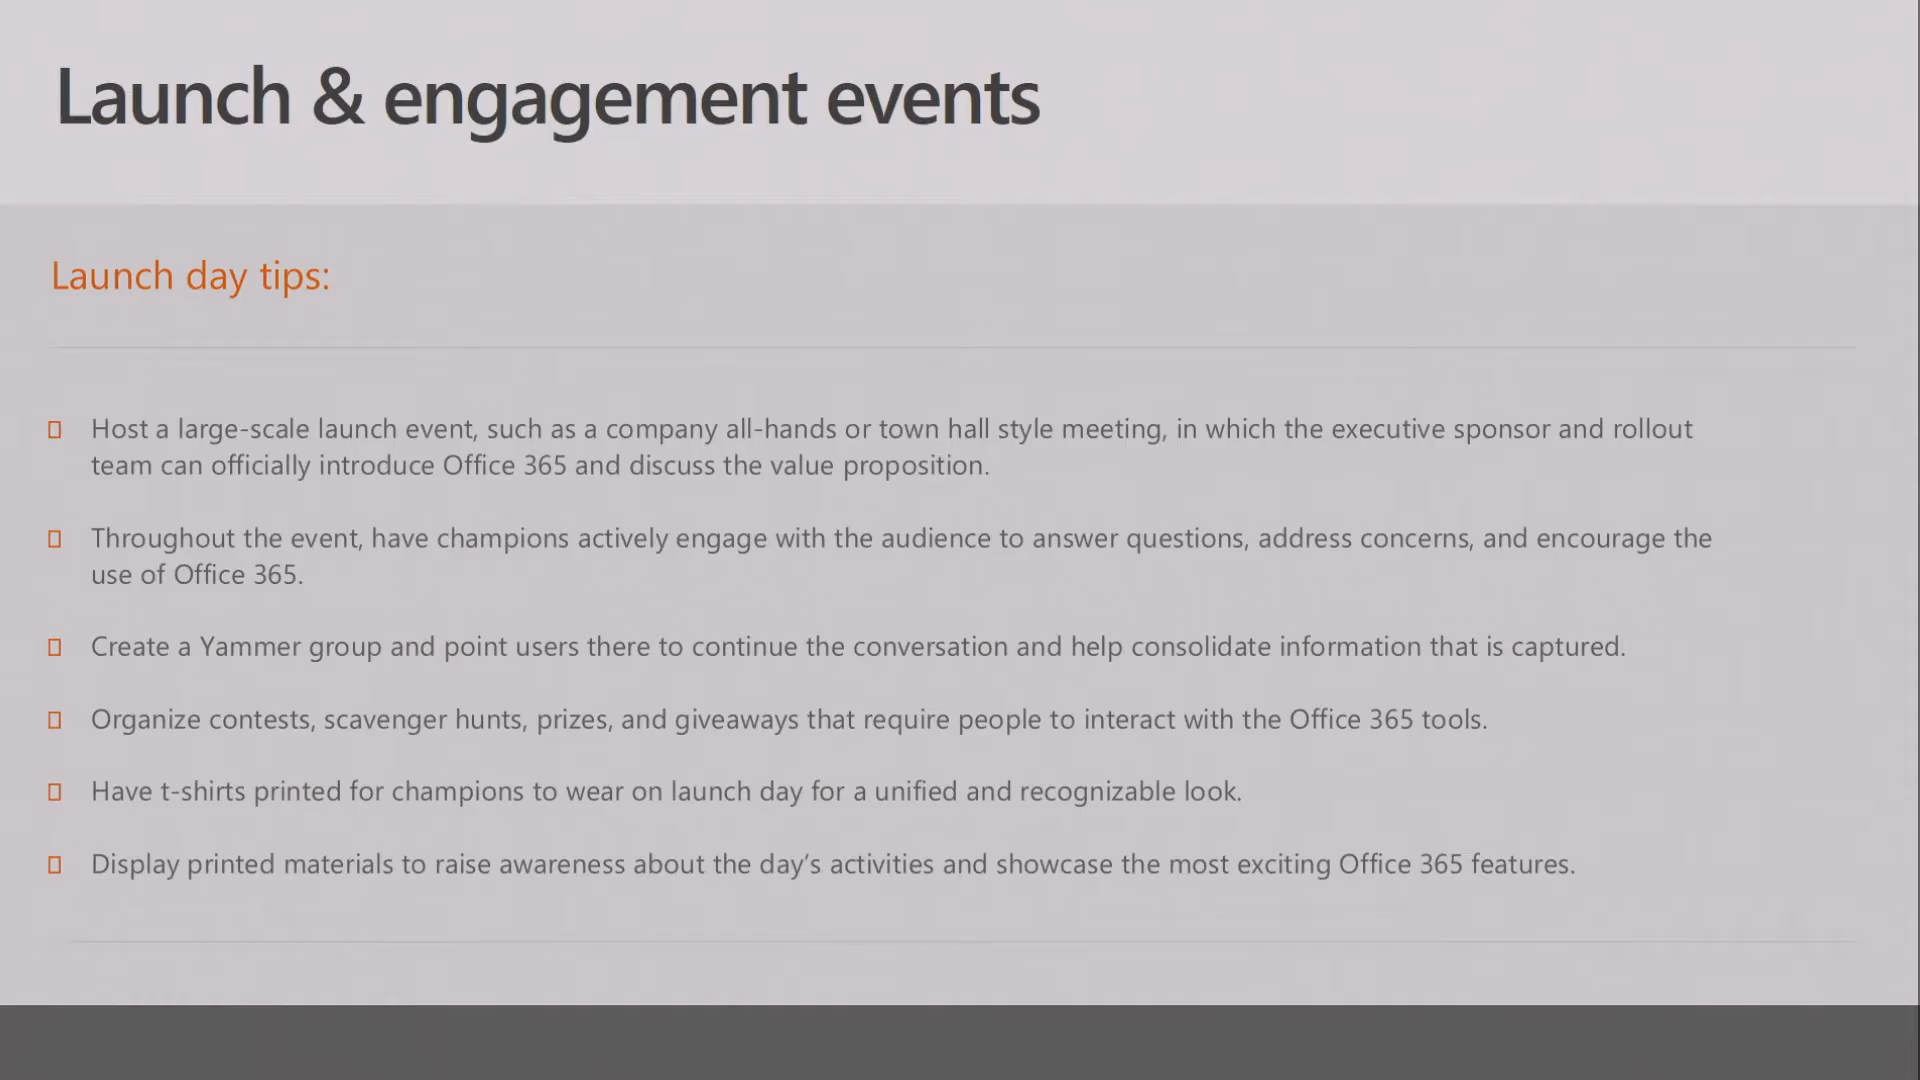 Launch & engagement events
Launch day tips:
Host a large-scale launch event, such as a company all-hands or town hall style meeting, in which the executive sponsor and rollout
team can officially introduce Office 365 and discuss the value proposition.
Throughout the event, have champions actively engage with the audience to answer questions, address concerns, and encourage the
use of Office 365.
Create a Yammer group and point users there to continue the conversation and help consolidate information that is captured.
Organize contests, scavenger hunts, prizes, and giveaways that require people to interact with the Office 365 tools.
Have t-shirts printed for champions to wear on launch day for a unified and recognizable look.
Display printed materials to raise awareness about the day’s activities and showcase the most exciting Office 365 features.